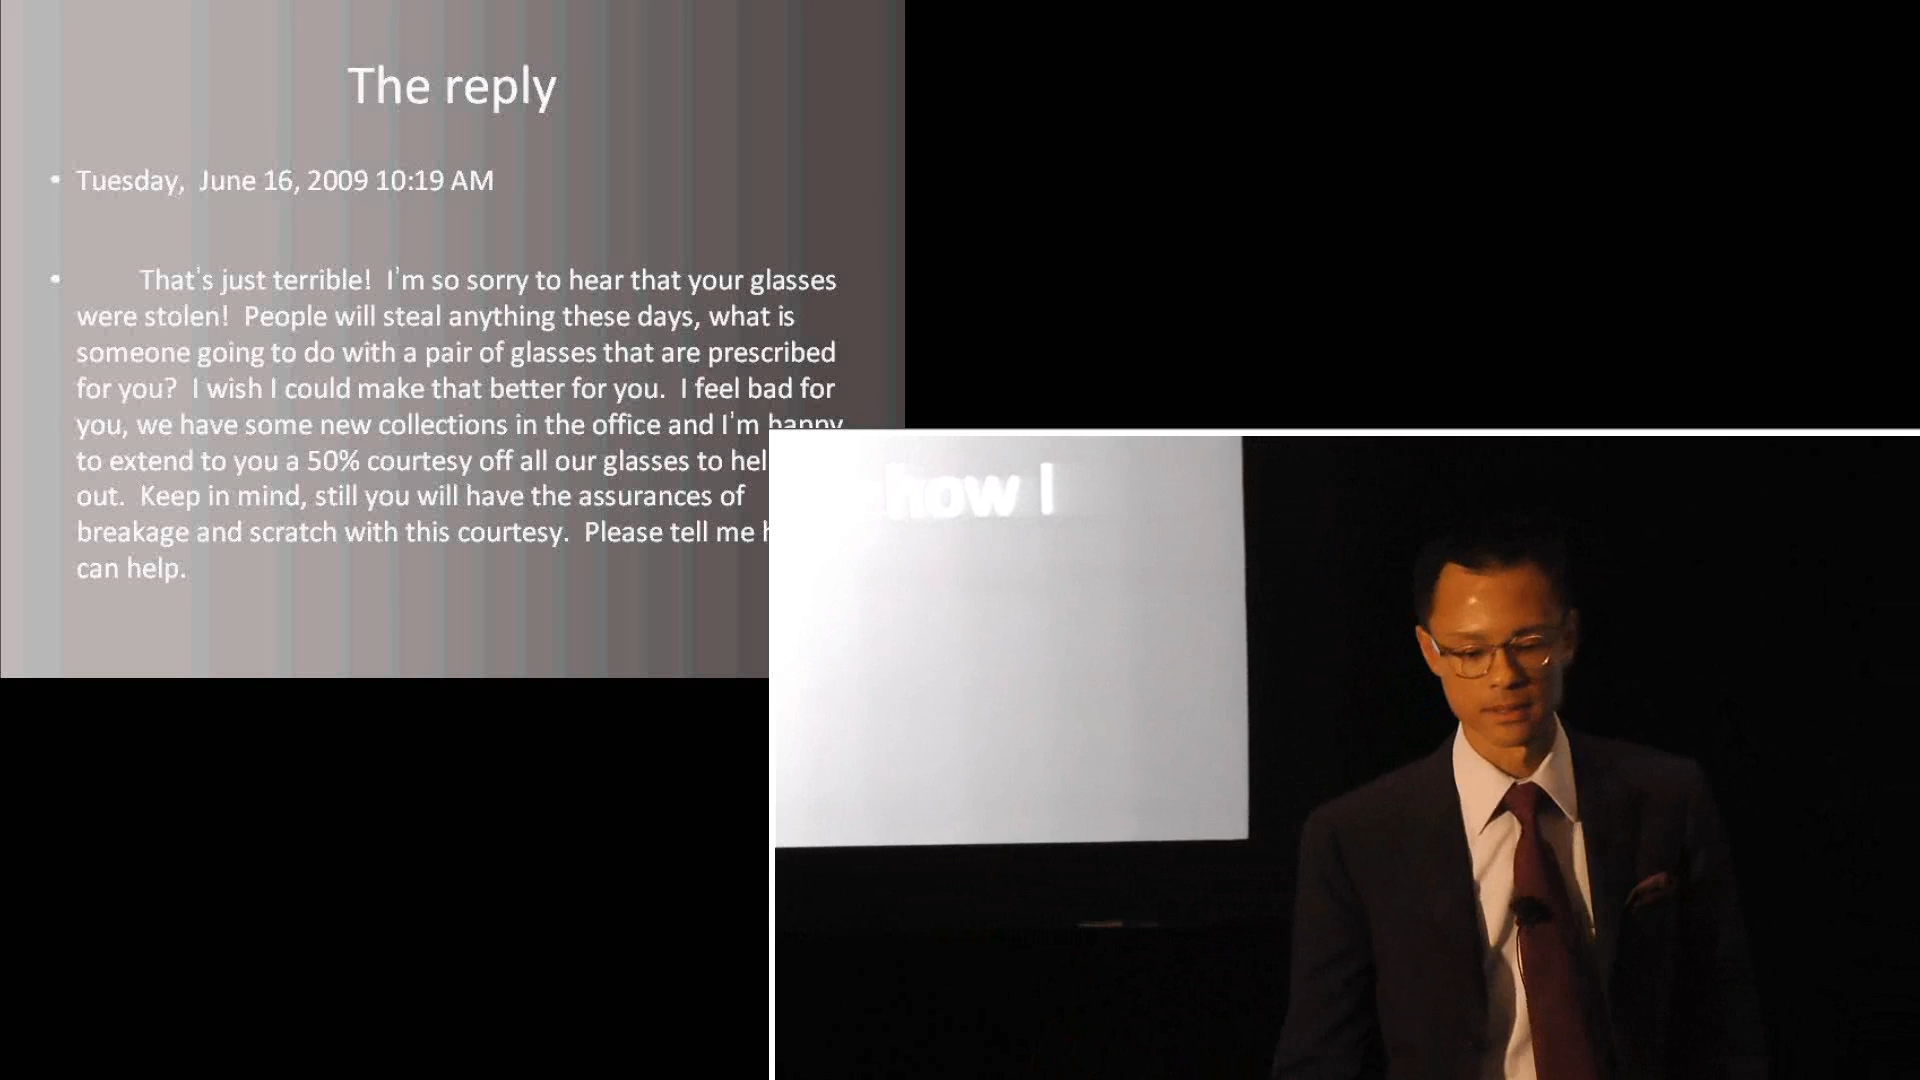 The reply
• Tuesday,  June 16, 2009 10:19 AM
• That's just terrible!  I'm so sorry to hear that your glasses
were stolen!  People will steal anything these days, what is
someone going to do with a pair of glasses that are prescribed
for you?  I wish I could make that better for you.  I feel bad for
you, we have some new collections in the office and I'm happy
to extend to you a 50% courtesy off all our glasses to
out.  Keep in mind, still you will have the assurances of
breakage and scratch with this courtesy.  Please tell me
can help.
how I